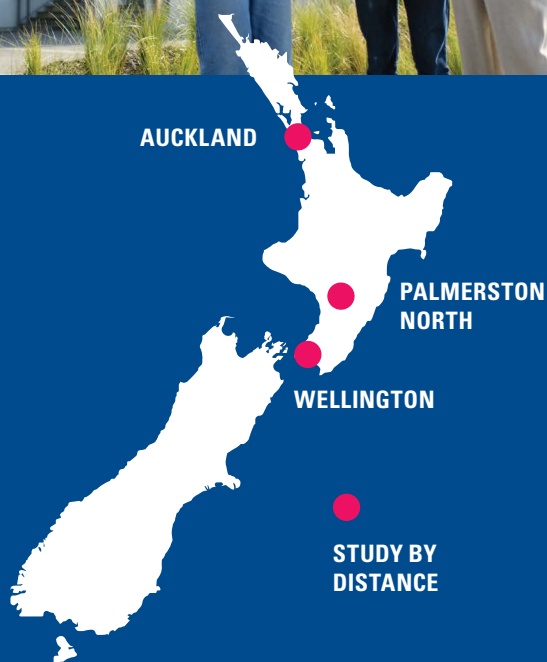 AUCKLAND
PALMERSTON
NORTH
WELLINGTON
STUDY BY
DISTANCE